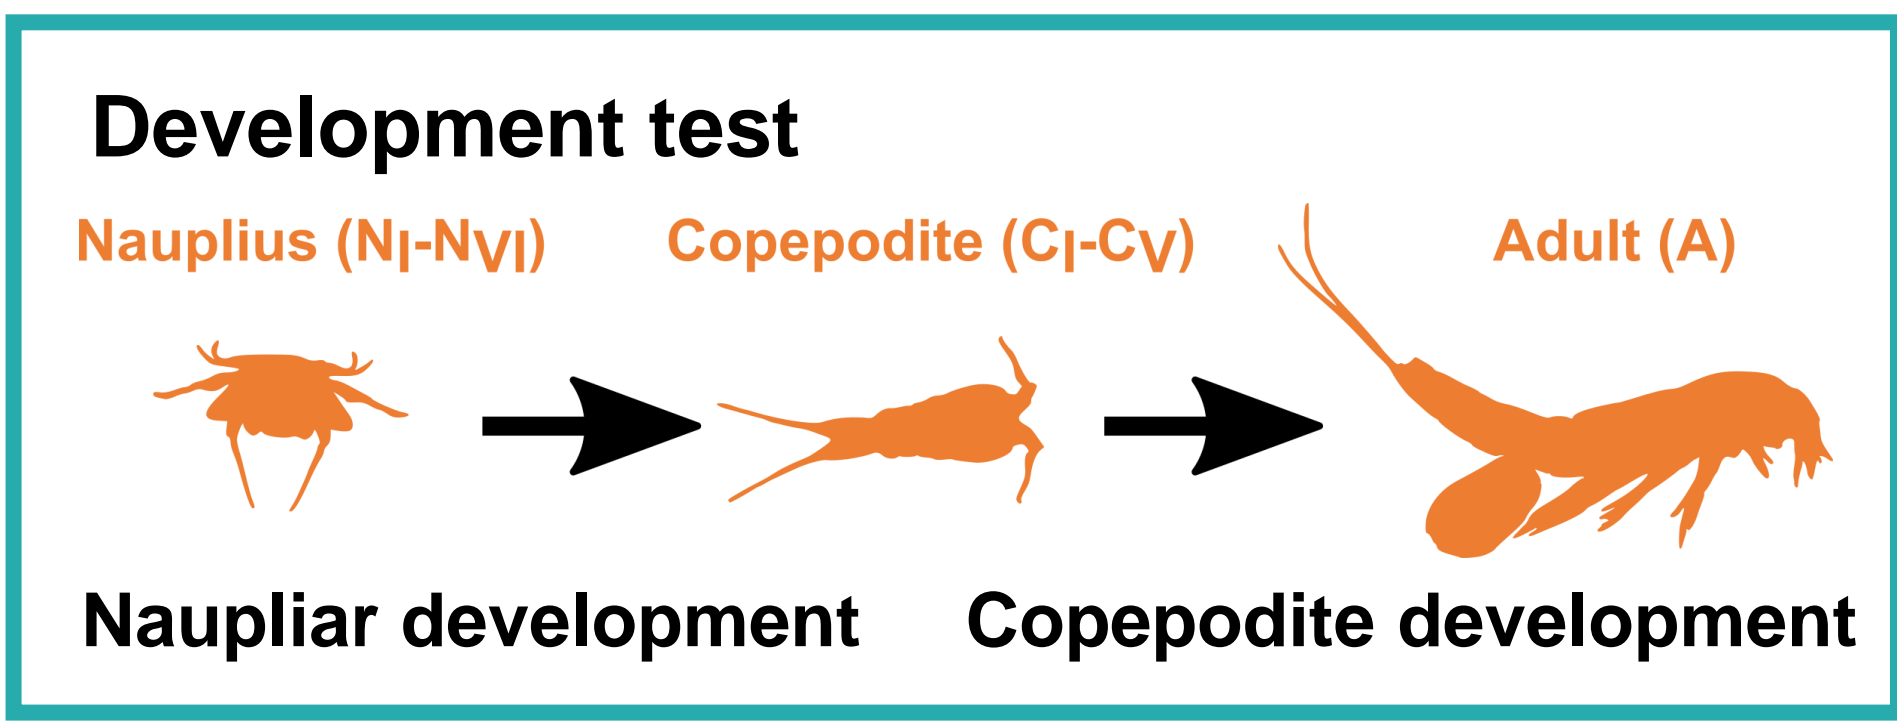 Development test
Nauplius (NI-NVI) Copepodite (CI-CV) Adult (A)
Naupliar development Copepodite development